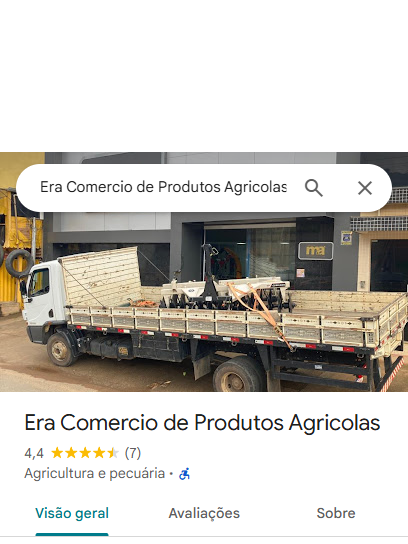 Era Comercio de Produtos Agricolas
ma
Era Comercio de Produtos Agricolas
4,4 (7)
Agricultura e pecuária ·
Visão geral
Avaliações
Sobre